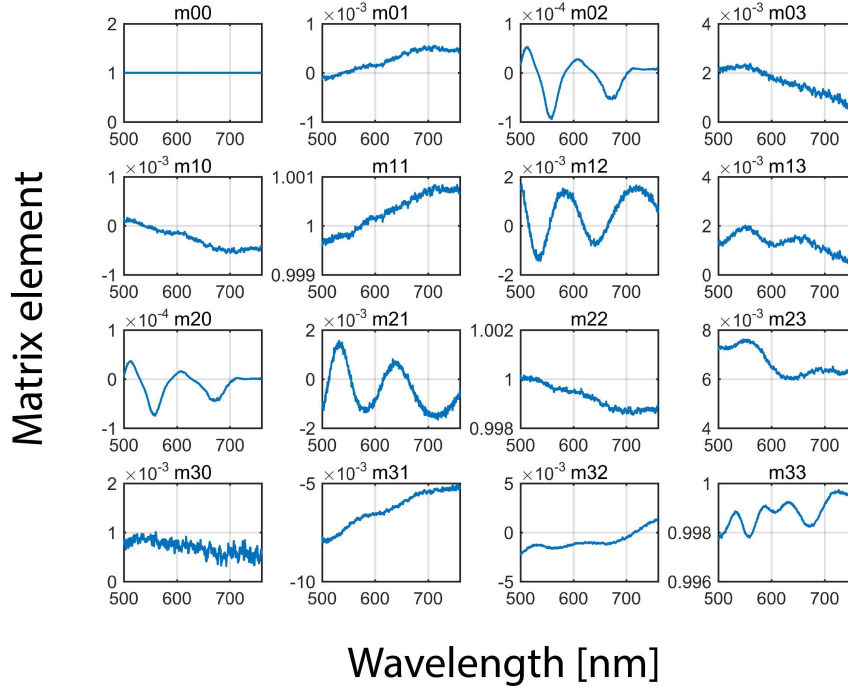 m00
2
1
0
500 600 700
×10⁻³ m01
1
0
-1
500 600 700
×10⁻⁴ m02
1
0
-1
500 600 700
×10⁻³ m03
4
2
0
500 600 700
×10⁻³ m10
1
0
-1
500 600 700
m11
1.001
1
0.999
500 600 700
×10⁻³ m12
2
0
-2
500 600 700
×10⁻³ m13
4
2
0
500 600 700
×10⁻⁴ m20
1
0
-1
500 600 700
×10⁻³ m21
2
0
-2
500 600 700
m22
1.002
1
0.998
500 600 700
×10⁻³ m23
8
6
4
500 600 700
×10⁻³ m30
2
1
0
500 600 700
×10⁻³ m31
-5
-10
500 600 700
×10⁻³ m32
5
0
-5
500 600 700
m33
1
0.998
0.996
500 600 700
Matrix element
Wavelength [nm]